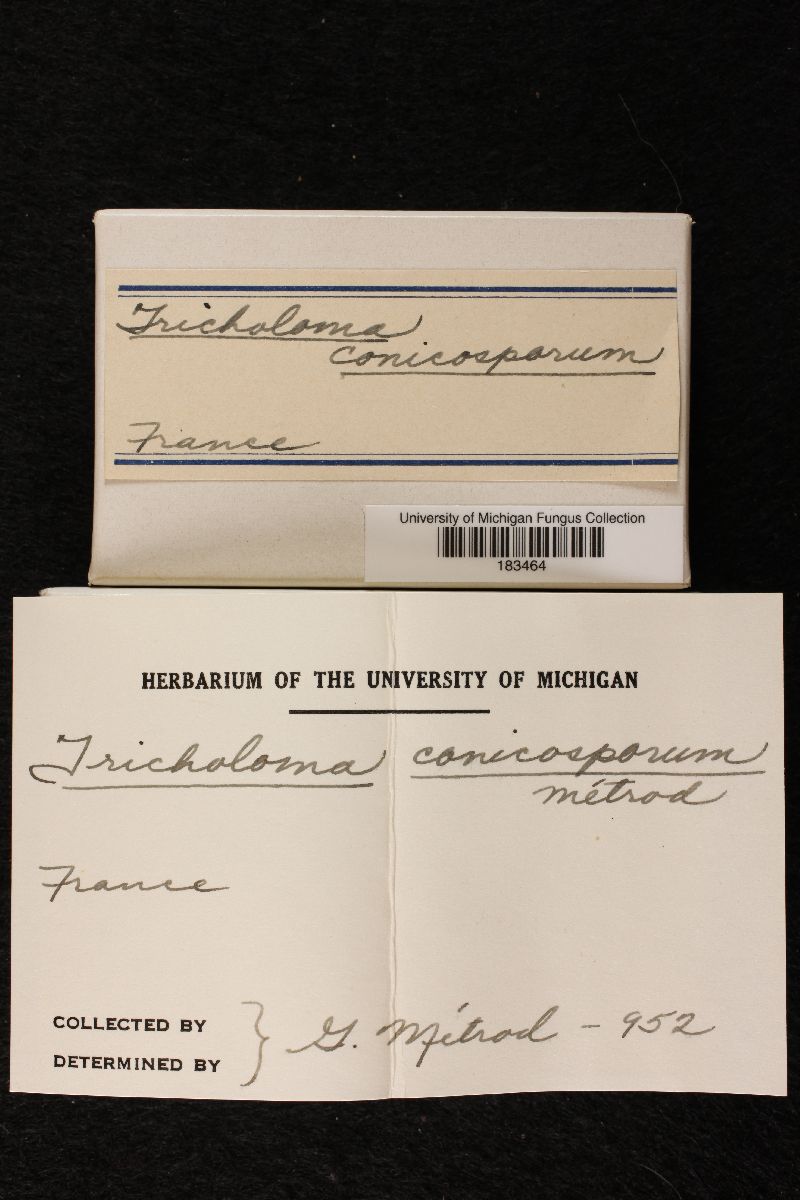 Tricholoma
conicosporum
France
University of Michigan Fungus Collection
183464
HERBARIUM OF THE UNIVERSITY OF MICHIGAN
Tricholoma conicosporum
Métrod
France
COLLECTED BY
DETERMINED BY } G. Métrod - 952